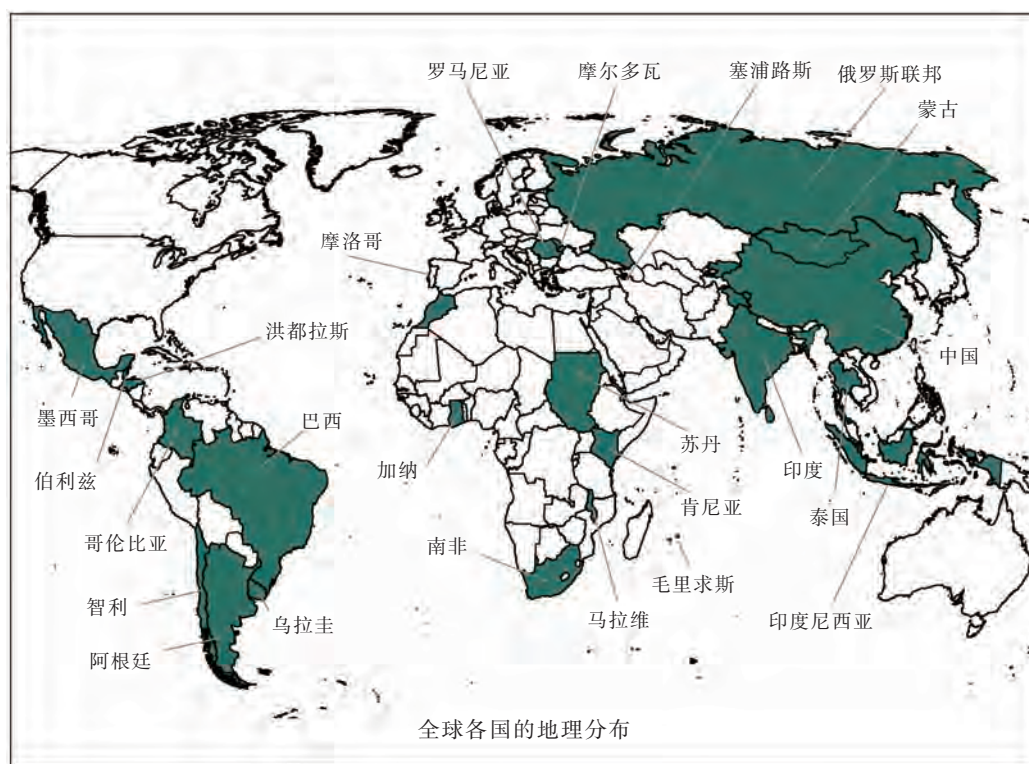 罗马尼亚
摩尔多瓦
塞浦路斯
俄罗斯联邦
蒙古
摩洛哥
洪都拉斯
中国
墨西哥
巴西
伯利兹
加纳
苏丹
印度
肯尼亚
泰国
哥伦比亚
南非
毛里求斯
智利
乌拉圭
马拉维
印度尼西亚
阿根廷
全球各国的地理分布